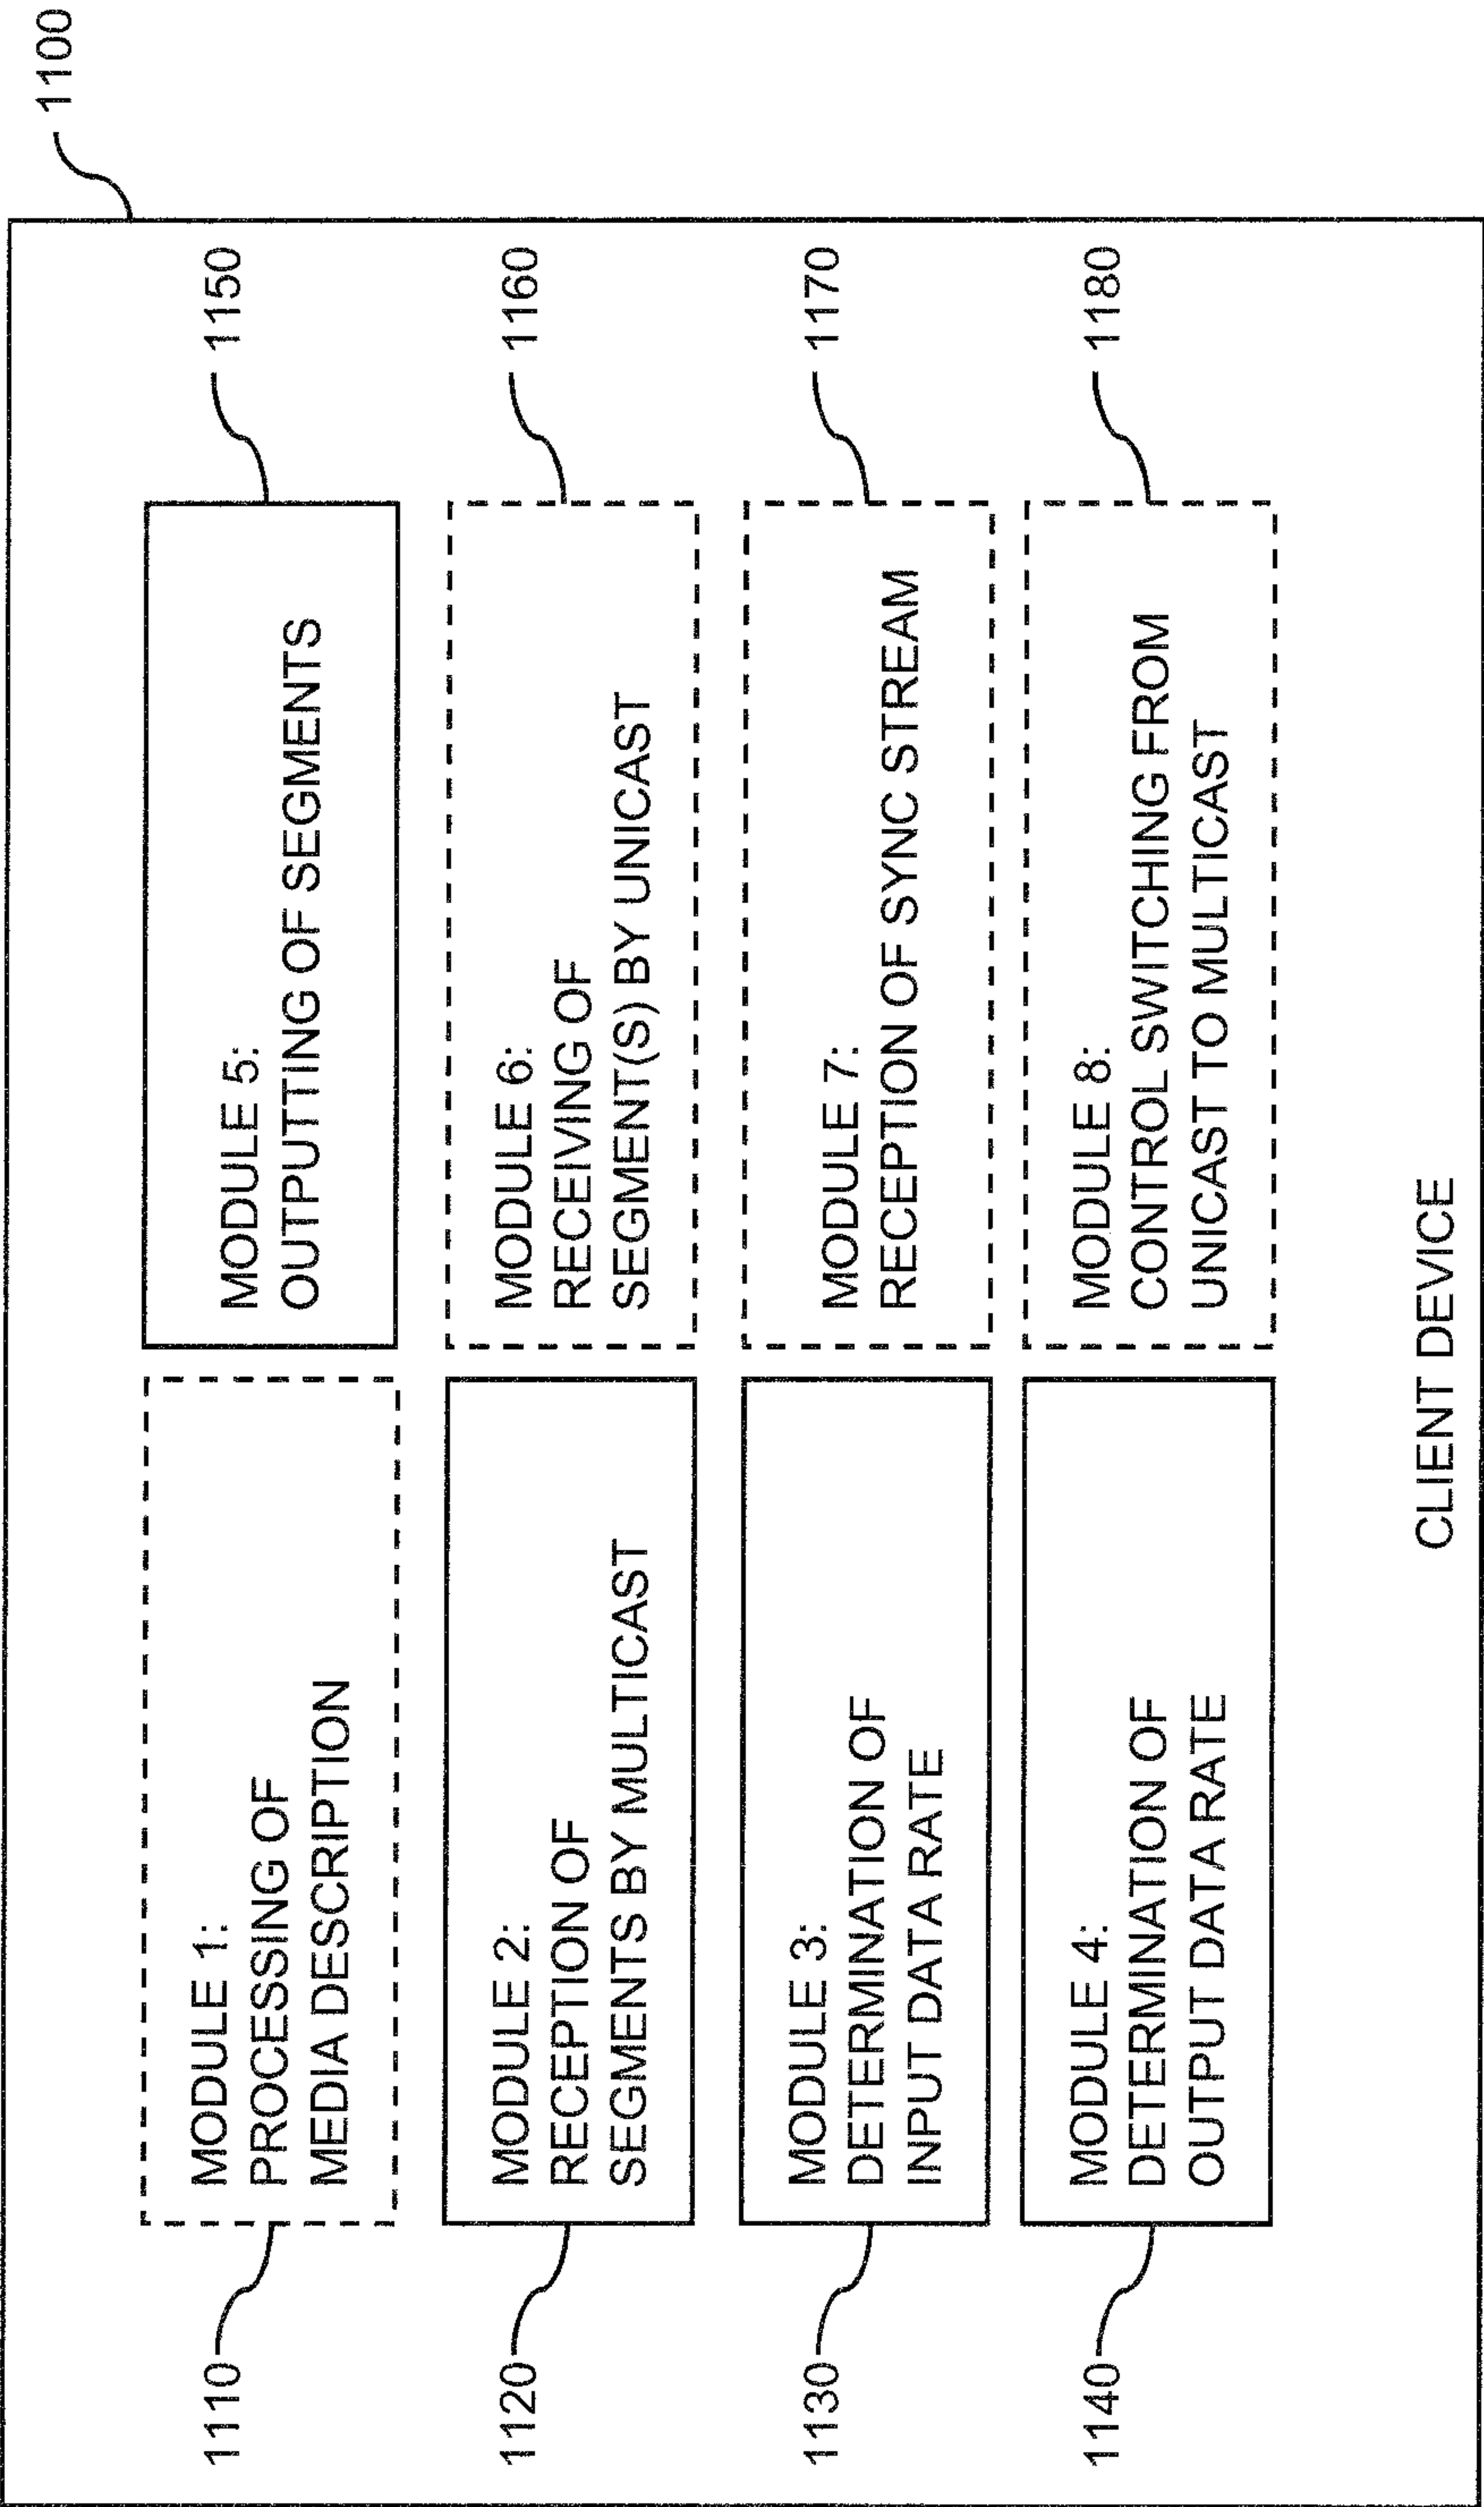 1100
1110
MODULE 1:
PROCESSING OF
MEDIA DESCRIPTION
1120
MODULE 2:
RECEPTION OF
SEGMENTS BY MULTICAST
1130
MODULE 3:
DETERMINATION OF
INPUT DATA RATE
1140
MODULE 4:
DETERMINATION OF
OUTPUT DATA RATE
MODULE 5:
OUTPUTTING OF SEGMENTS
1150
MODULE 6:
RECEIVING OF
SEGMENT(S) BY UNICAST
1160
MODULE 7:
RECEPTION OF SYNC STREAM
1170
MODULE 8:
CONTROL SWITCHING FROM
UNICAST TO MULTICAST
1180
CLIENT DEVICE